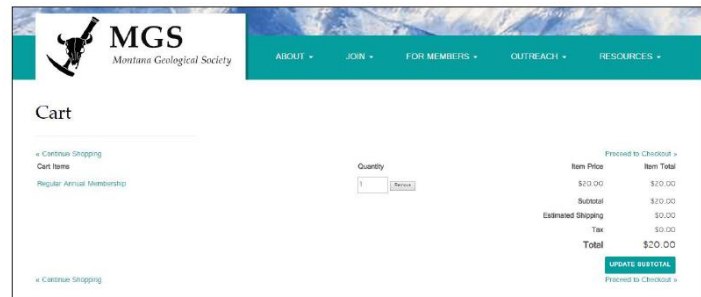 MGS
Montana Geological Society
ABOUT JOIN FOR MEMBERS OUTREACH RESOURCES
Cart
« Continue Shopping Proceed to Checkout »
Cart Items Quantity Item Price Item Total
Regular Annual Membership 1 Remove $20.00 $20.00
Subtotal $20.00
Estimated Shipping $0.00
Tax $0.00
Total $20.00
UPDATE SUBTOTAL
« Continue Shopping Proceed to Checkout »